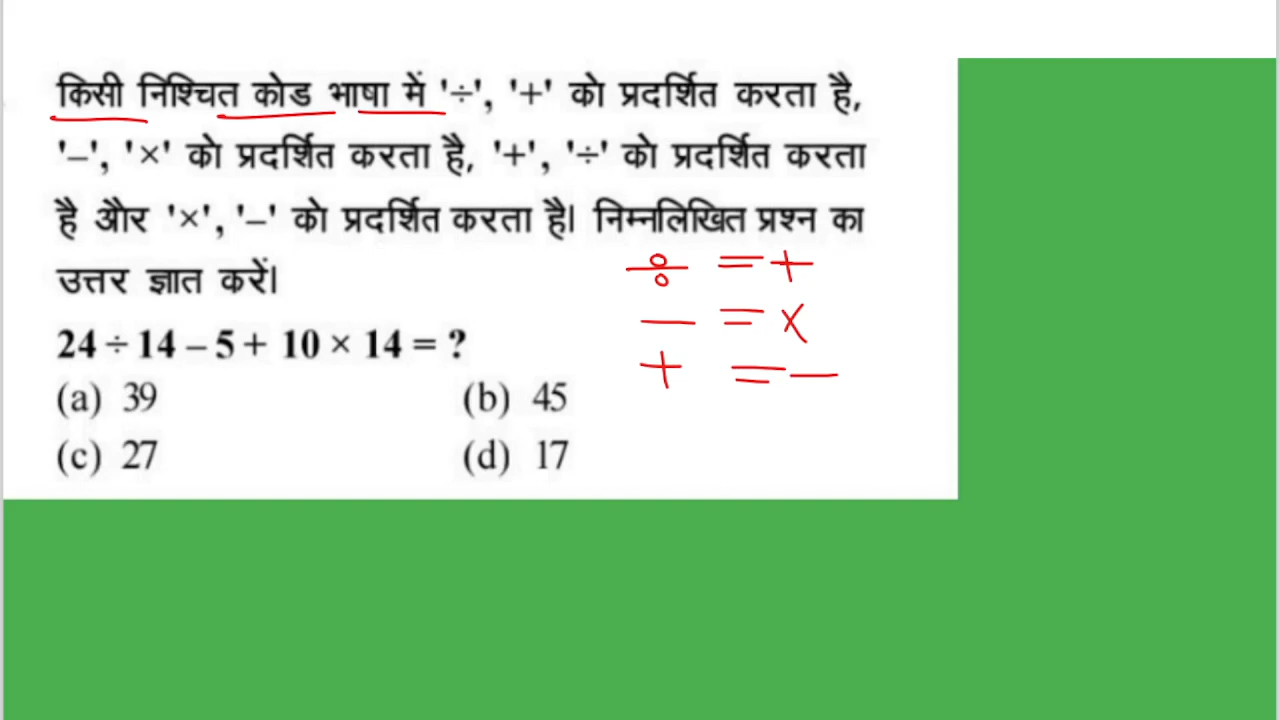 किसी निश्चित कोड भाषा में '÷', '+' को प्रदर्शित करता है,
'–', '×' को प्रदर्शित करता है, '+', '÷' को प्रदर्शित करता
है और '×', '–' को प्रदर्शित करता है। निम्नलिखित प्रश्न का
उत्तर ज्ञात करें।
÷ = +
– = ×
+ = –
24 ÷ 14 – 5 + 10 × 14 = ?
(a) 39 (b) 45
(c) 27 (d) 17